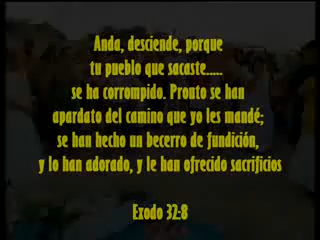 Anda, desciende, porque
tu pueblo que sacaste.....
se ha corrompido. Pronto se han
apartado del camino que yo les mandé;
se han hecho un becerro de fundición,
y lo han adorado, y le han ofrecido sacrificios
Exodo 32-8